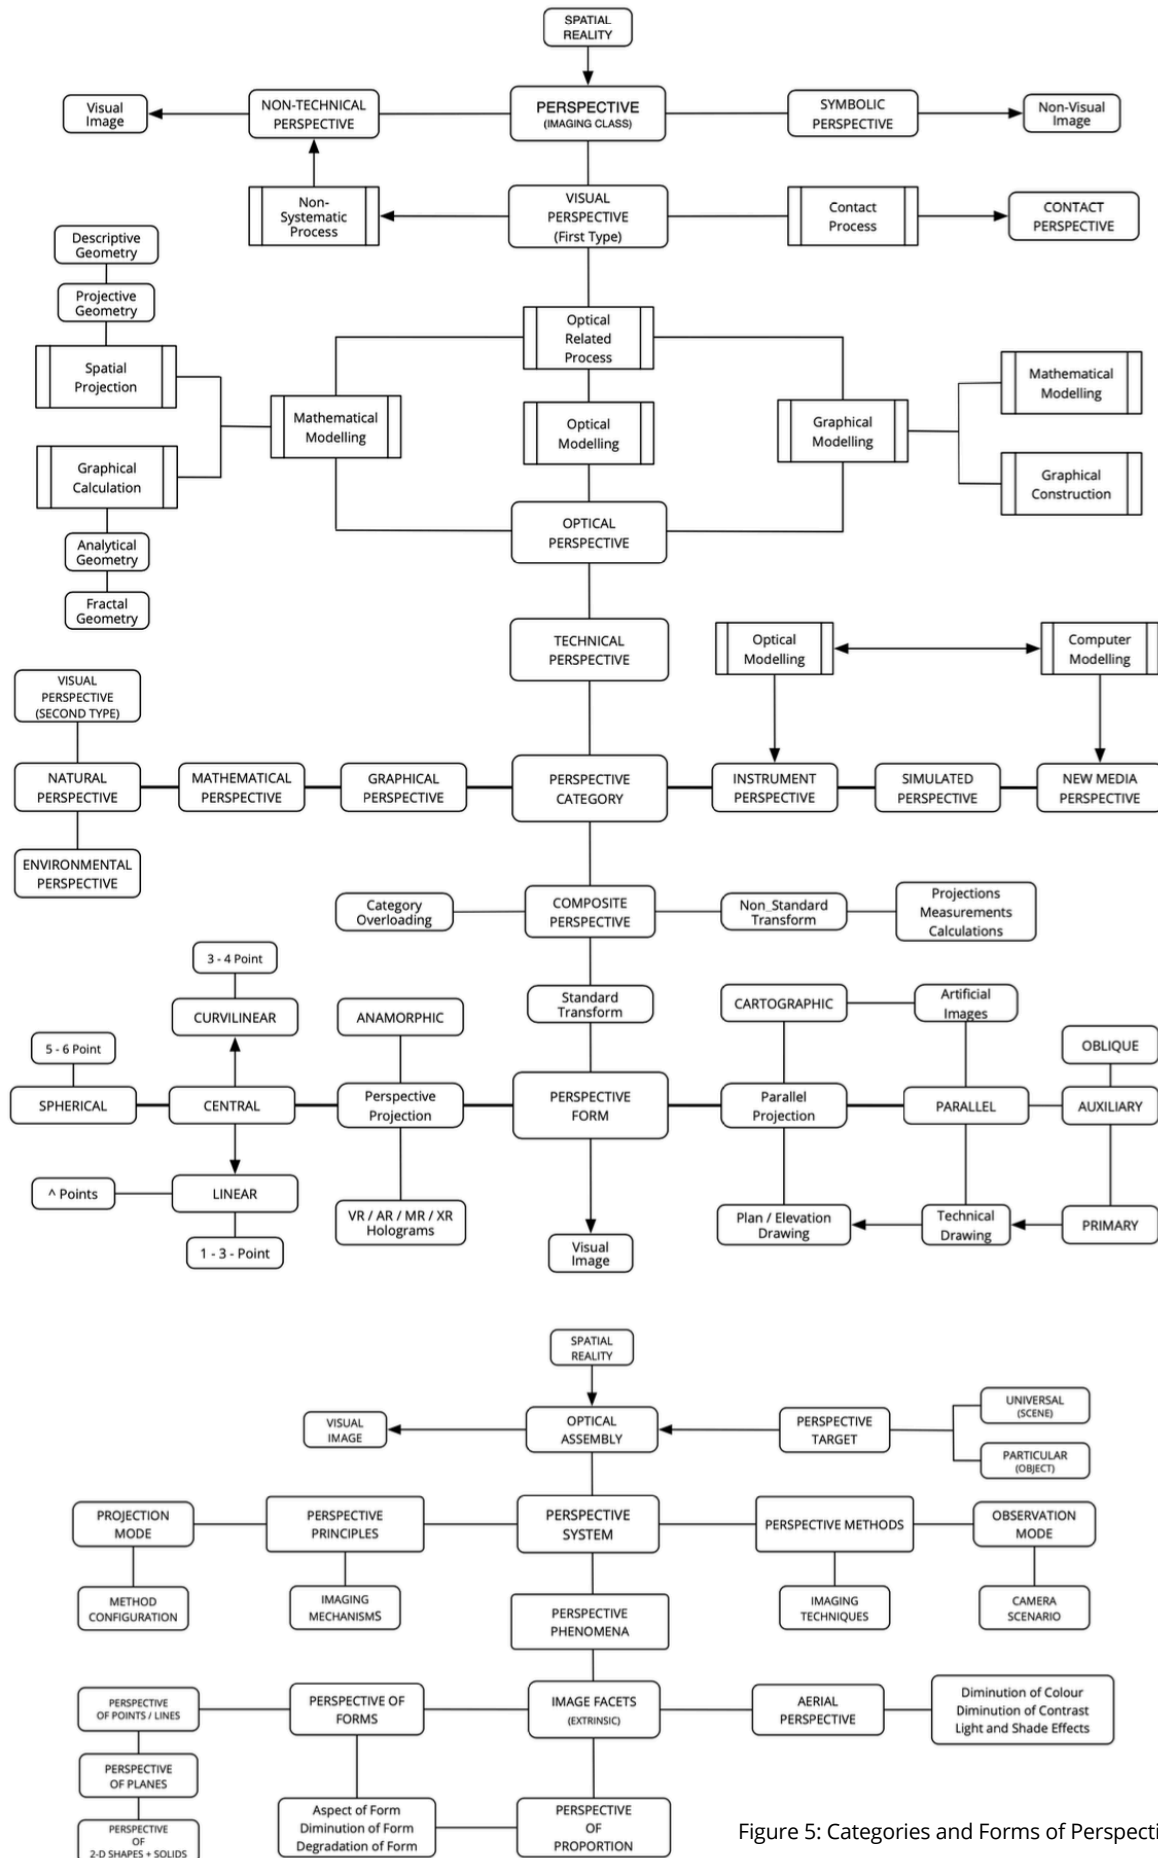 SPATIAL
REALITY
Visual
Image
NON-TECHNICAL
PERSPECTIVE
PERSPECTIVE
(IMAGING CLASS)
SYMBOLIC
PERSPECTIVE
Non-Visual
Image
Non-
Systematic
Process
VISUAL
PERSPECTIVE
(First Type)
Contact
Process
CONTACT
PERSPECTIVE
Descriptive
Geometry
Projective
Geometry
Spatial
Projection
Optical
Related
Process
Mathematical
Modelling
Mathematical
Modelling
Optical
Modelling
Graphical
Modelling
Graphical
Calculation
Graphical
Construction
Analytical
Geometry
OPTICAL
PERSPECTIVE
Fractal
Geometry
TECHNICAL
PERSPECTIVE
Optical
Modelling
Computer
Modelling
VISUAL
PERSPECTIVE
(SECOND TYPE)
NATURAL
PERSPECTIVE
MATHEMATICAL
PERSPECTIVE
GRAPHICAL
PERSPECTIVE
PERSPECTIVE
CATEGORY
INSTRUMENT
PERSPECTIVE
SIMULATED
PERSPECTIVE
NEW MEDIA
PERSPECTIVE
ENVIRONMENTAL
PERSPECTIVE
Category
Overloading
COMPOSITE
PERSPECTIVE
Non_Standard
Transform
Projections
Measurements
Calculations
3 - 4 Point
CURVILINEAR
ANAMORPHIC
Standard
Transform
CARTOGRAPHIC
Artificial
Images
5 - 6 Point
OBLIQUE
SPHERICAL
CENTRAL
Perspective
Projection
PERSPECTIVE
FORM
Parallel
Projection
PARALLEL
AUXILIARY
^ Points
LINEAR
VR / AR / MR / XR
Holograms
Plan / Elevation
Drawing
Technical
Drawing
PRIMARY
1 - 3 - Point
Visual
Image
SPATIAL
REALITY
VISUAL
IMAGE
OPTICAL
ASSEMBLY
PERSPECTIVE
TARGET
UNIVERSAL
(SCENE)
PARTICULAR
(OBJECT)
PROJECTION
MODE
PERSPECTIVE
PRINCIPLES
PERSPECTIVE
SYSTEM
PERSPECTIVE METHODS
OBSERVATION
MODE
METHOD
CONFIGURATION
IMAGING
MECHANISMS
IMAGING
TECHNIQUES
CAMERA
SCENARIO
PERSPECTIVE
PHENOMENA
PERSPECTIVE
OF POINTS / LINES
PERSPECTIVE OF
FORMS
IMAGE FACETS
(EXTRINSIC)
AERIAL
PERSPECTIVE
Diminution of Colour
Diminution of Contrast
Light and Shade Effects
PERSPECTIVE
OF PLANES
PERSPECTIVE
OF
2-D SHAPES + SOLIDS
Aspect of Form
Diminution of Form
Degradation of Form
PERSPECTIVE
OF
PROPORTION
Figure 5: Categories and Forms of Perspecti